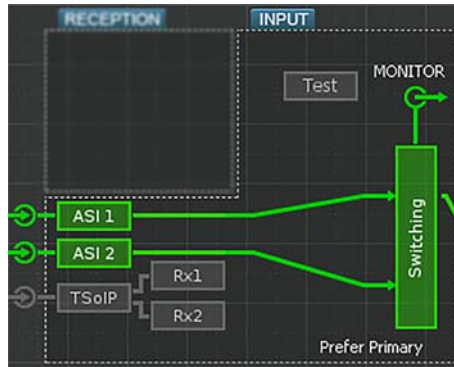 RECEPTION
INPUT
Test
MONITOR
ASI 1
ASI 2
TSoIP
Rx1
Rx2
Switching
Prefer Primary